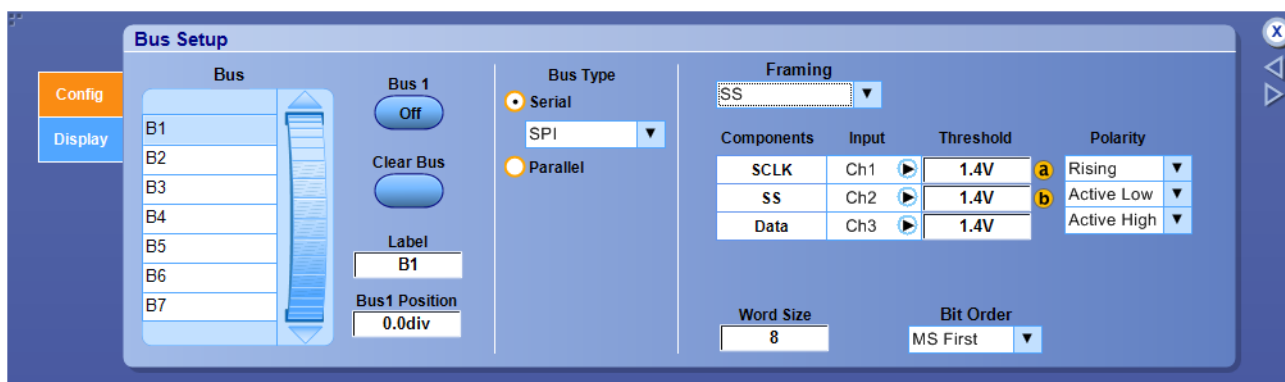 Bus Setup
X
Config
Display
Bus
B1
B2
B3
B4
B5
B6
B7
Bus 1
Off
Clear Bus
Label
B1
Bus1 Position
0.0div
Bus Type
Serial
SPI
Parallel
Framing
SS
Components Input Threshold Polarity
SCLK Ch1 1.4V a Rising
SS Ch2 1.4V b Active Low
Data Ch3 1.4V Active High
Word Size
8
Bit Order
MS First